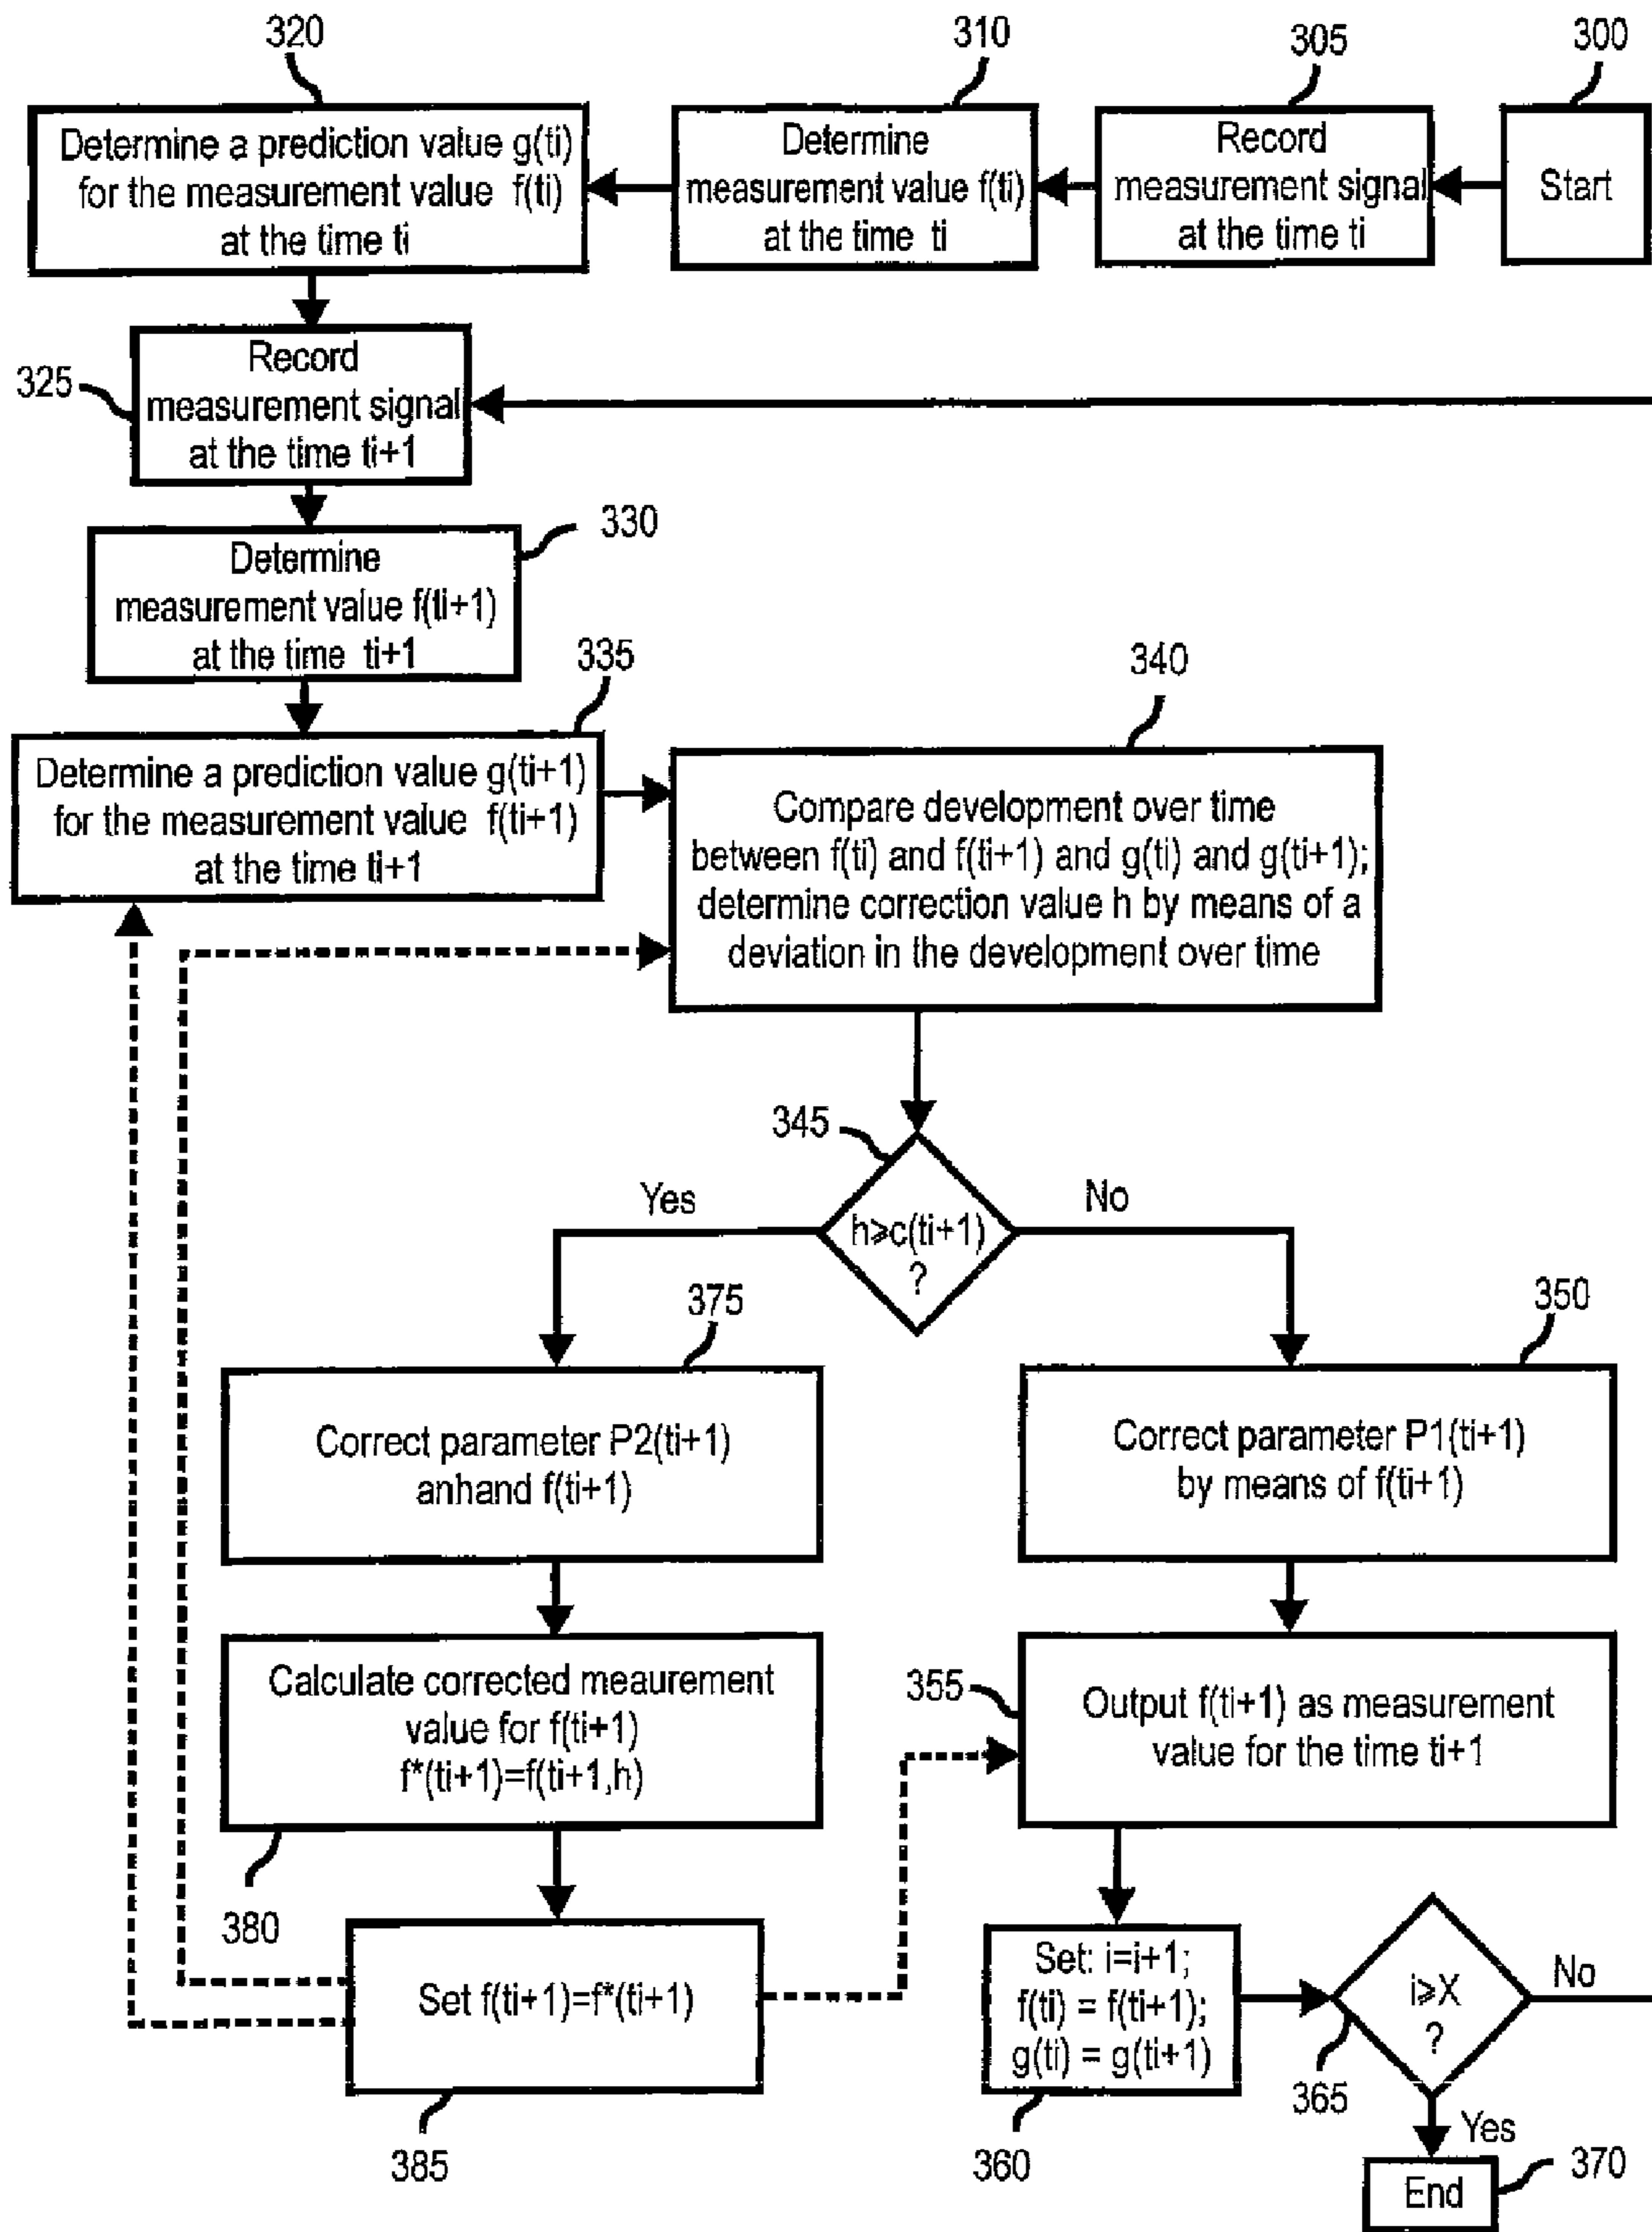 320
310
305
300
Determine a prediction value g(ti)
for the measurement value f(ti)
at the time ti
Determine
measurement value f(ti)
at the time ti
Record
measurement signal
at the time ti
Start
325
Record
measurement signal
at the time ti+1
330
Determine
measurement value f(ti+1)
at the time ti+1
335
340
Determine a prediction value g(ti+1)
for the measurement value f(ti+1)
at the time ti+1
Compare development over time
between f(ti) and f(ti+1) and g(ti) and g(ti+1);
determine correction value h by means of a
deviation in the development over time
345
Yes
No
h⩾c(ti+1)
?
375
350
Correct parameter P2(ti+1)
anhand f(ti+1)
Correct parameter P1(ti+1)
by means of f(ti+1)
Calculate corrected meaurement
value for f(ti+1)
f*(ti+1)=f(ti+1,h)
355
Output f(ti+1) as measurement
value for the time ti+1
380
Set f(ti+1)=f*(ti+1)
385
Set: i=i+1;
f(ti) = f(ti+1);
g(ti) = g(ti+1)
360
i⩾X
?
No
365
Yes
End
370